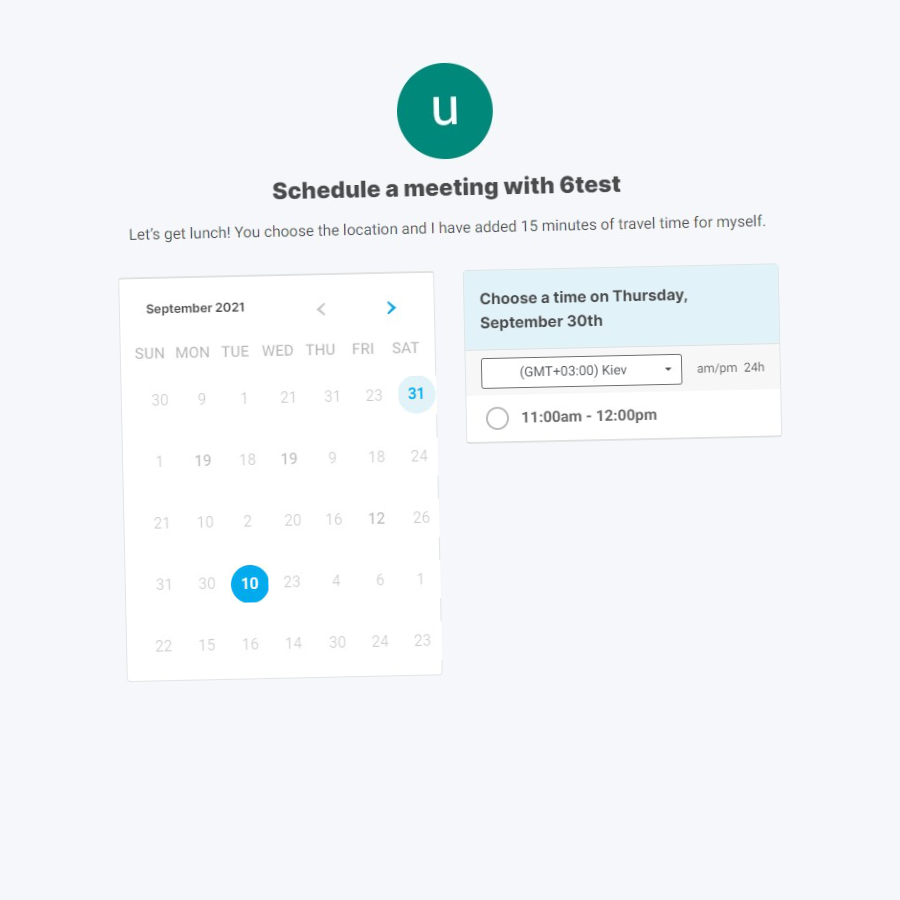 u
Schedule a meeting with 6test
Let's get lunch! You choose the location and I have added 15 minutes of travel time for myself.
September 2021
SUN MON TUE WED THU FRI SAT
30 9 1 21 31 23 31
1 19 18 19 9 18 24
21 10 2 20 16 12 26
31 30 10 23 4 6 1
22 15 16 14 30 24 23
Choose a time on Thursday,
September 30th
(GMT+03:00) Kiev am/pm 24h
11:00am - 12:00pm